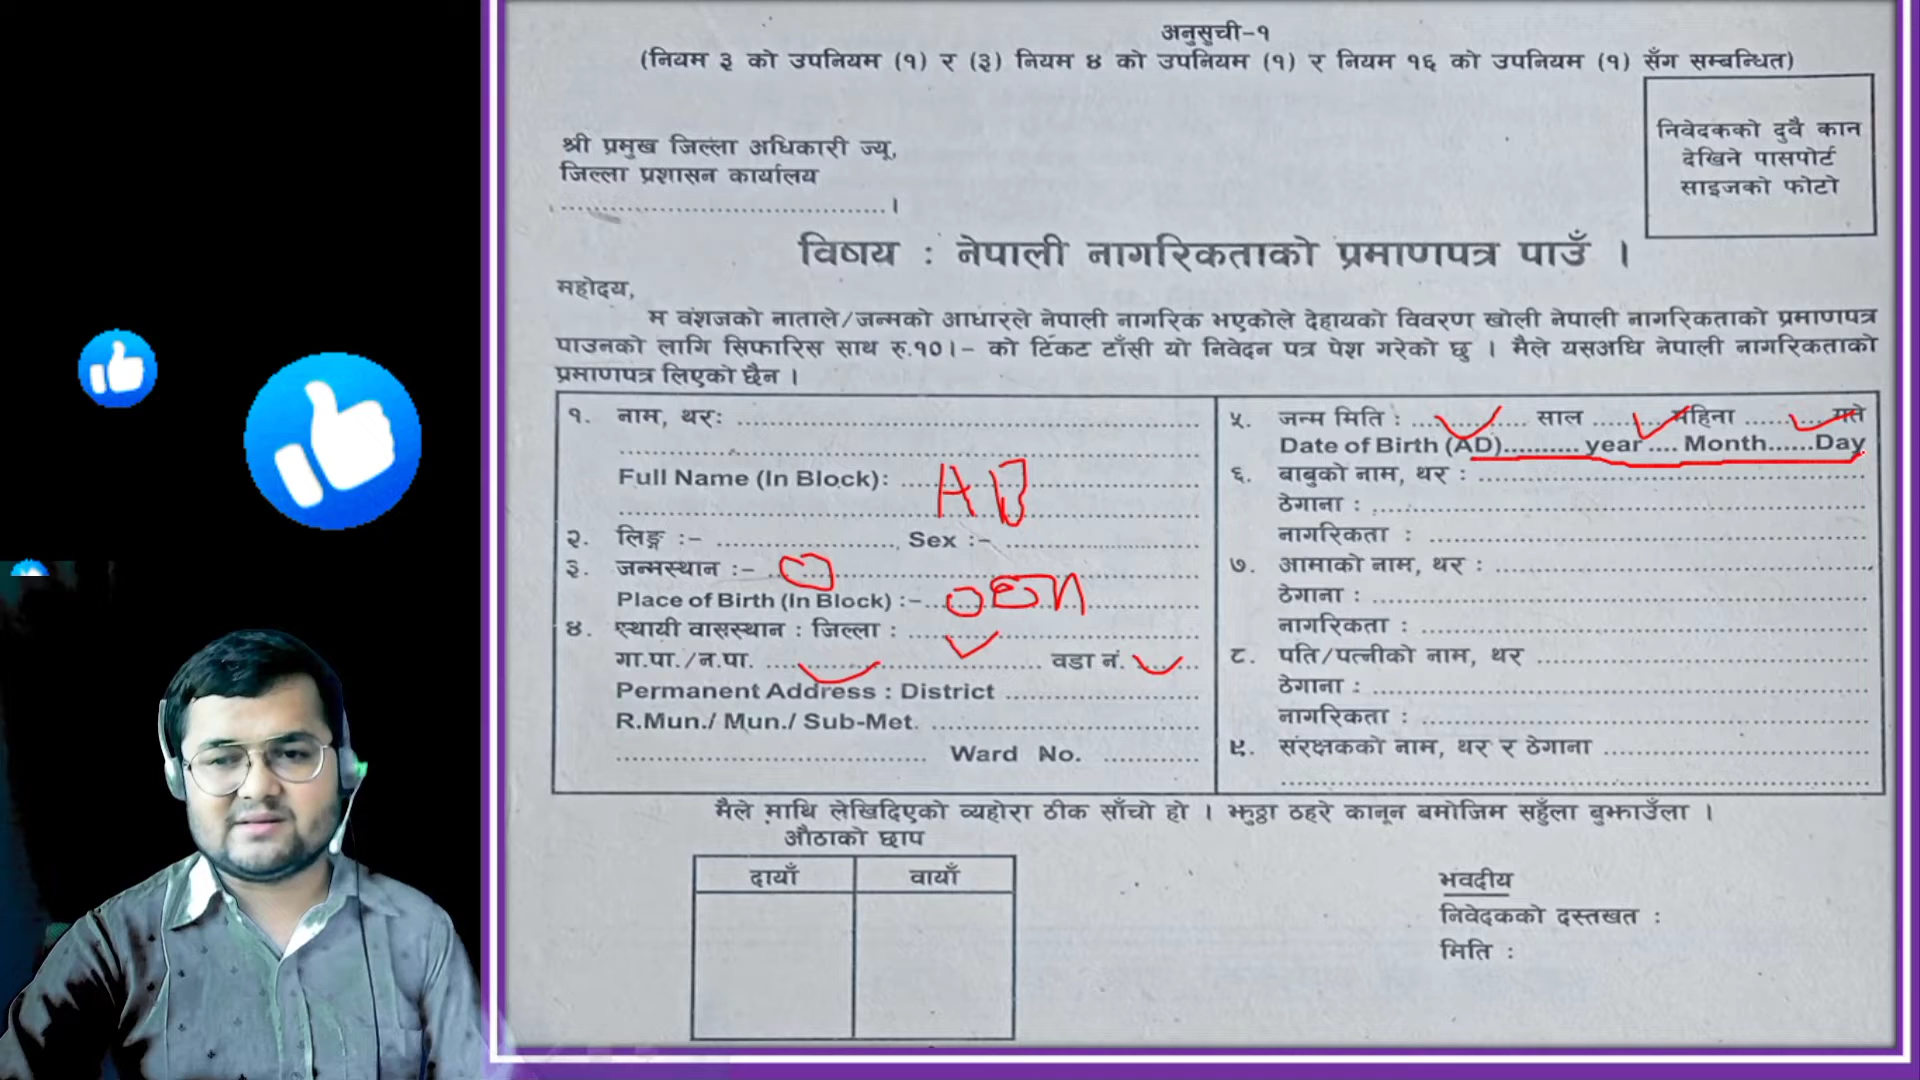 अनुसुची-१
(नियम ३ को उपनियम (१) र (३) नियम ४ को उपनियम (१) र नियम १६ को उपनियम (१) सँग सम्बन्धित)
निवेदकको दुवै कान
देखिने पासपोर्ट
साइजको फोटो
श्री प्रमुख जिल्ला अधिकारी ज्यू,
जिल्ला प्रशासन कार्यालय
.......................................।
विषय : नेपाली नागरिकताको प्रमाणपत्र पाउँ ।
महोदय,
म वंशजको नाताले/जन्मको आधारले नेपाली नागरिक भएकोले देहायको विवरण खोली नेपाली नागरिकताको प्रमाणपत्र
पाउनको लागि सिफारिस साथ रु.१०।- को टिकट टाँसी यो निवेदन पत्र पेश गरेको छु । मैले यसअघि नेपाली नागरिकताको
प्रमाणपत्र लिएको छैन ।
१. नाम, थरः ..........................
Full Name (In Block): .......... AB
२. लिङ्ग :- .................... Sex :- ....................
३. जन्मस्थान :- ....................
Place of Birth (In Block) :- ....................
४. स्थायी वासस्थान : जिल्ला : ....................
गा.पा./न.पा. .................... वडा नं. ..........
Permanent Address : District ....................
R.Mun./ Mun./ Sub-Met. ....................
.............................. Ward No. ..........
५. जन्म मिति : .......... साल .......... महिना .......... गते
Date of Birth (AD).......... year .... Month......Day
६. बाबुको नाम, थर : ....................
ठेगाना : ....................
नागरिकता : ....................
७. आमाको नाम, थर : ....................
ठेगाना : ....................
नागरिकता : ....................
८. पति/पत्नीको नाम, थर ....................
ठेगाना : ....................
नागरिकता : ....................
९. संरक्षकको नाम, थर र ठेगाना ....................
मैले माथि लेखिदिएको व्यहोरा ठीक साँचो हो । झुठ्ठा ठहरे कानून बमोजिम सहुँला बुझाउँला ।
औठाको छाप
दायाँ वायाँ
भवदीय
निवेदकको दस्तखत :
मिति :